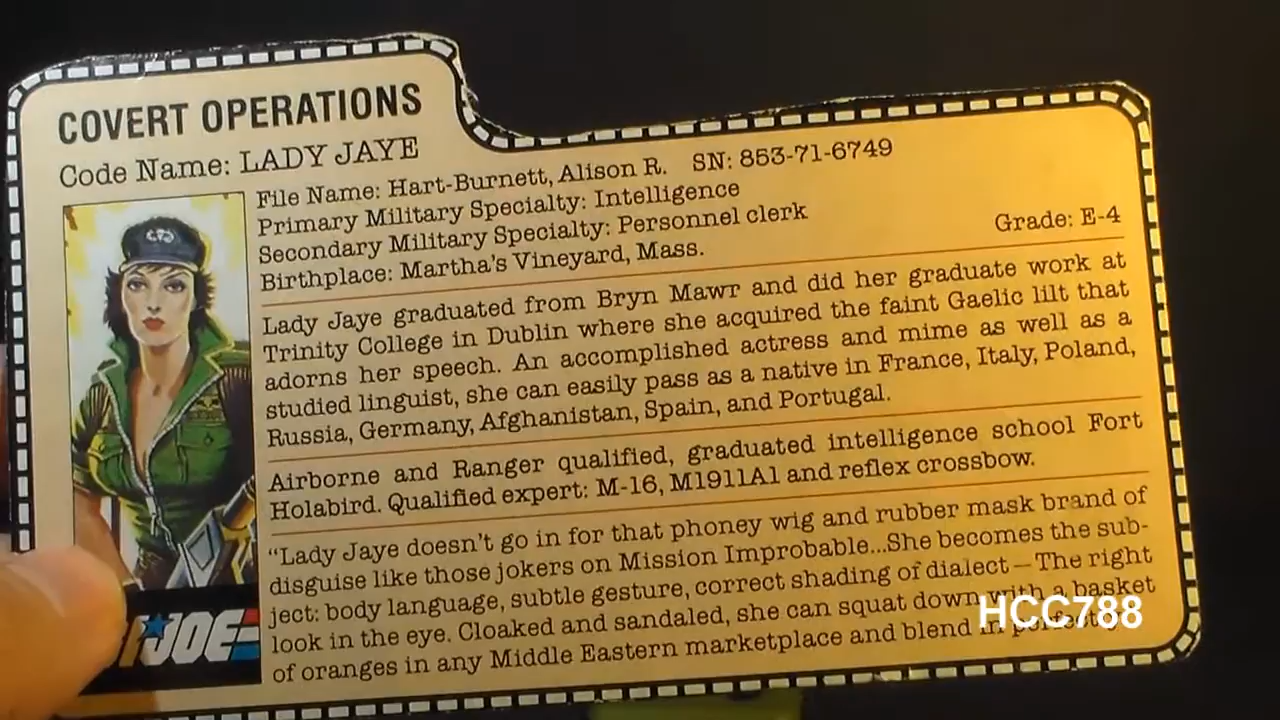 COVERT OPERATIONS
Code Name: LADY JAYE
File Name: Hart-Burnett, Alison R. SN: 853-71-6749
Primary Military Specialty: Intelligence
Secondary Military Specialty: Personnel clerk
Birthplace: Martha's Vineyard, Mass. Grade: E-4
Lady Jaye graduated from Bryn Mawr and did her graduate work at
Trinity College in Dublin where she acquired the faint Gaelic lilt that
adorns her speech. An accomplished actress and mime as well as a
studied linguist, she can easily pass as a native in France, Italy, Poland,
Russia, Germany, Afghanistan, Spain, and Portugal.
Airborne and Ranger qualified, graduated intelligence school Fort
Holabird. Qualified expert: M-16, M1911A1 and reflex crossbow.
"Lady Jaye doesn't go in for that phoney wig and rubber mask brand of
disguise like those jokers on Mission Improbable...She becomes the sub-
ject: body language, subtle gesture, correct shading of dialect—The right
look in the eye. Cloaked and sandaled, she can squat down with a basket
of oranges in any Middle Eastern marketplace and blend in
JOE
HCC788